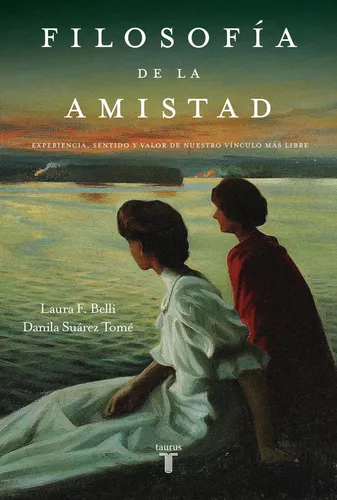 FILOSOFÍA
DE LA
AMISTAD
EXPERIENCIA, SENTIDO Y VALOR DE NUESTRO VÍNCULO MÁS LIBRE
Laura F. Belli
Danila Suárez Tomé
taurus
T